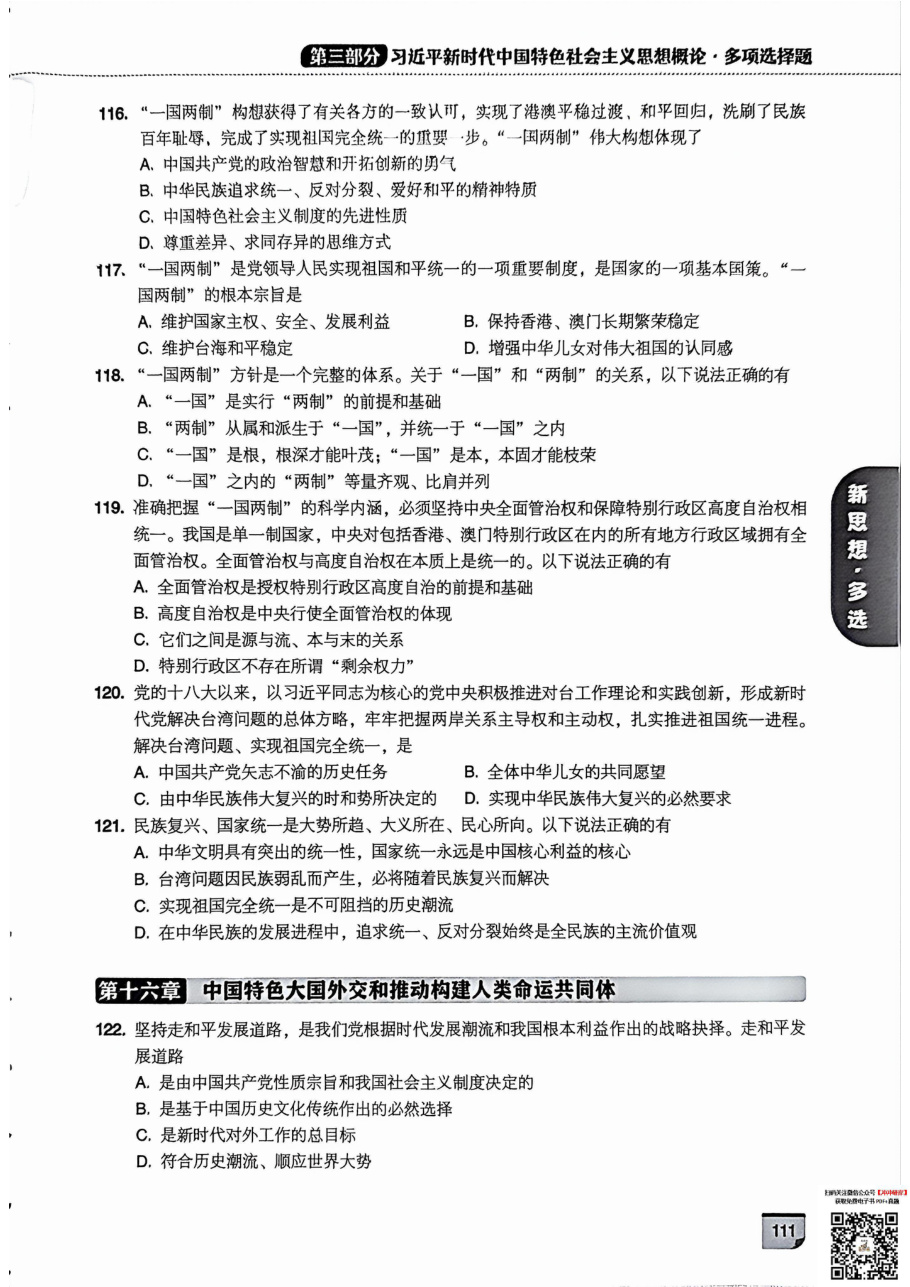 第三部分 习近平新时代中国特色社会主义思想概论·多项选择题
116. “一国两制”构想获得了有关各方的一致认可，实现了港澳平稳过渡、和平回归，洗刷了民族
百年耻辱，完成了实现祖国完全统一的重要一步。“一国两制”伟大构想体现了
A. 中国共产党的政治智慧和开拓创新的勇气
B. 中华民族追求统一、反对分裂、爱好和平的精神特质
C. 中国特色社会主义制度的先进性质
D. 尊重差异、求同存异的思维方式
117. “一国两制”是党领导人民实现祖国和平统一的一项重要制度，是国家的一项基本国策。“一
国两制”的根本宗旨是
A. 维护国家主权、安全、发展利益 B. 保持香港、澳门长期繁荣稳定
C. 维护台海和平稳定 D. 增强中华儿女对伟大祖国的认同感
118. “一国两制”方针是一个完整的体系。关于“一国”和“两制”的关系，以下说法正确的有
A. “一国”是实行“两制”的前提和基础
B. “两制”从属和派生于“一国”，并统一于“一国”之内
C. “一国”是根，根深才能叶茂；“一国”是本，本固才能枝荣
D. “一国”之内的“两制”等量齐观、比肩并列
119. 准确把握“一国两制”的科学内涵，必须坚持中央全面管治权和保障特别行政区高度自治权相
统一。我国是单一制国家，中央对包括香港、澳门特别行政区在内的所有地方行政区域拥有全
面管治权。全面管治权与高度自治权在本质上是统一的。以下说法正确的有
A. 全面管治权是授权特别行政区高度自治的前提和基础
B. 高度自治权是中央行使全面管治权的体现
C. 它们之间是源与流、本与末的关系
D. 特别行政区不存在所谓“剩余权力”
120. 党的十八大以来，以习近平同志为核心的党中央积极推进对台工作理论和实践创新，形成新时
代党解决台湾问题的总体方略，牢牢把握两岸关系主导权和主动权，扎实推进祖国统一进程。
解决台湾问题、实现祖国完全统一，是
A. 中国共产党矢志不渝的历史任务 B. 全体中华儿女的共同愿望
C. 由中华民族伟大复兴的时和势所决定的 D. 实现中华民族伟大复兴的必然要求
121. 民族复兴、国家统一是大势所趋、大义所在、民心所向。以下说法正确的有
A. 中华文明具有突出的统一性，国家统一永远是中国核心利益的核心
B. 台湾问题因民族弱乱而产生，必将随着民族复兴而解决
C. 实现祖国完全统一是不可阻挡的历史潮流
D. 在中华民族的发展进程中，追求统一、反对分裂始终是全民族的主流价值观
新思想·多选
第十六章 中国特色大国外交和推动构建人类命运共同体
122. 坚持走和平发展道路，是我们党根据时代发展潮流和我国根本利益作出的战略抉择。走和平发
展道路
A. 是由中国共产党性质宗旨和我国社会主义制度决定的
B. 是基于中国历史文化传统作出的必然选择
C. 是新时代对外工作的总目标
D. 符合历史潮流、顺应世界大势
扫码关注微信公众号
获取免费电子书PDF+真题
111